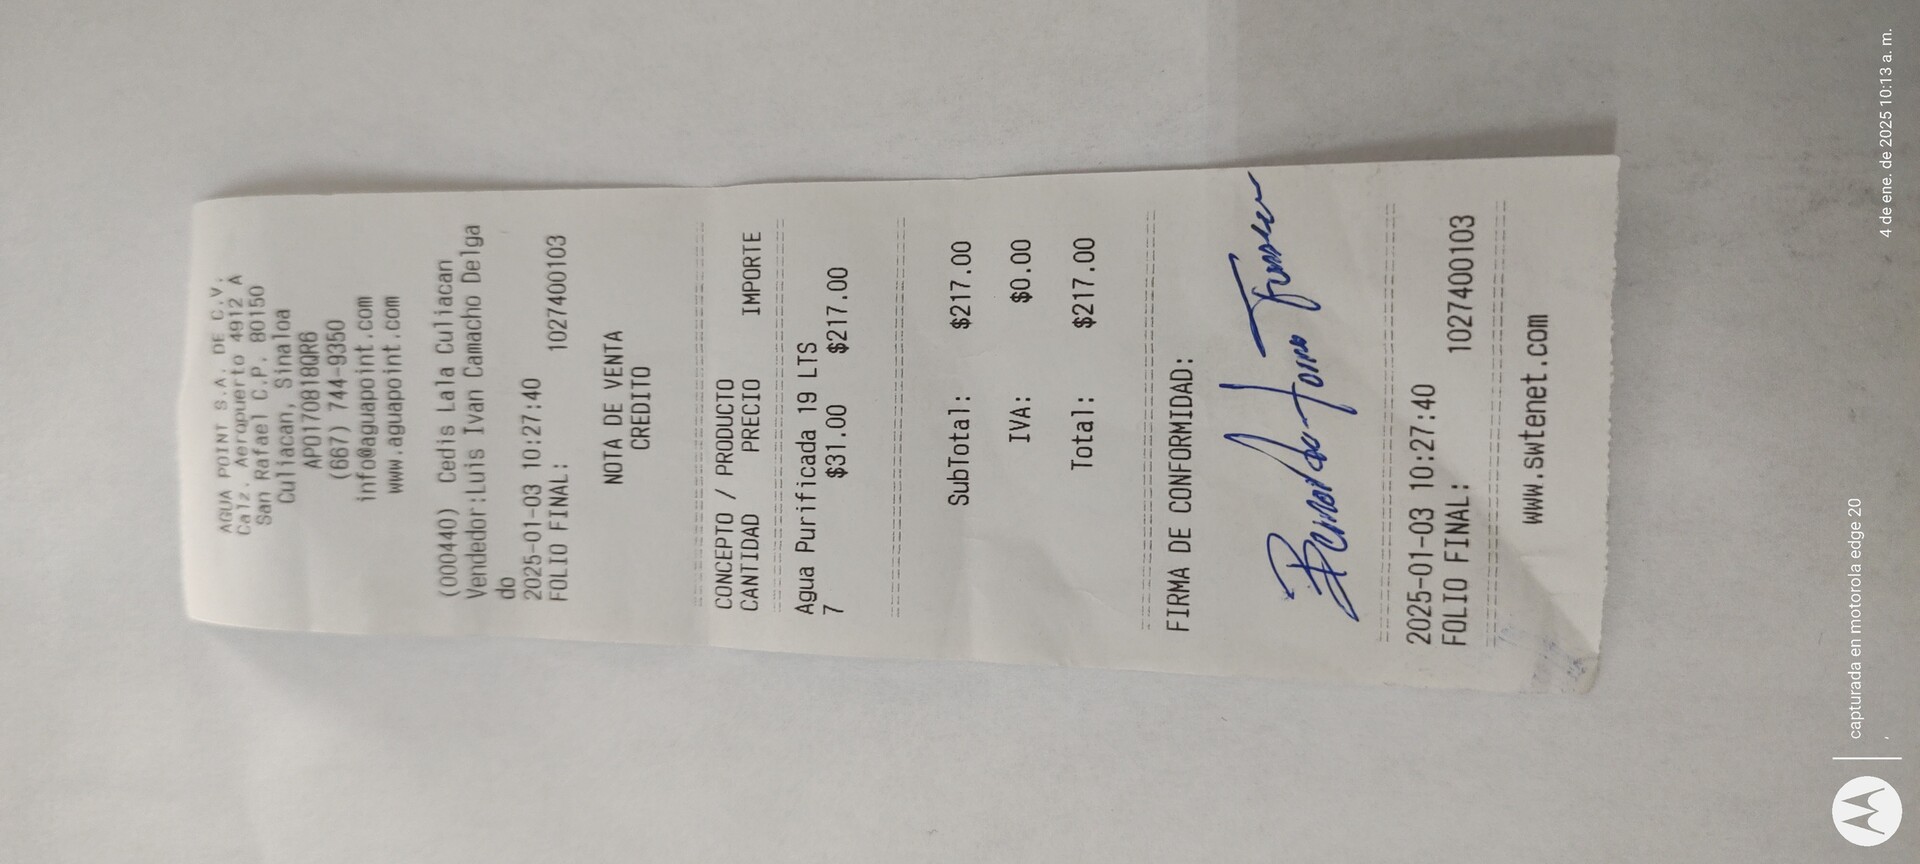 AGUA POINT S.A. DE C.V.
Calz. Aeropuerto 4912 A
San Rafael C.P. 80150
Culiacan, Sinaloa
APO170818QR6
(667) 744-9350
info@aguapoint.com
www.aguapoint.com
(000440) Cedis Lala Culiacan
Vendedor:Luis Ivan Camacho Delga
do
2025-01-03 10:27:40
FOLIO FINAL: 1027400103
NOTA DE VENTA
CREDITO
CONCEPTO / PRODUCTO
CANTIDAD PRECIO IMPORTE
Agua Purificada 19 LTS
7 $31.00 $217.00
SubTotal: $217.00
IVA: $0.00
Total: $217.00
FIRMA DE CONFORMIDAD:
2025-01-03 10:27:40
FOLIO FINAL: 1027400103
www.swtenet.com
capturada en motorola edge 20
4 de ene. de 2025 10:13 a. m.